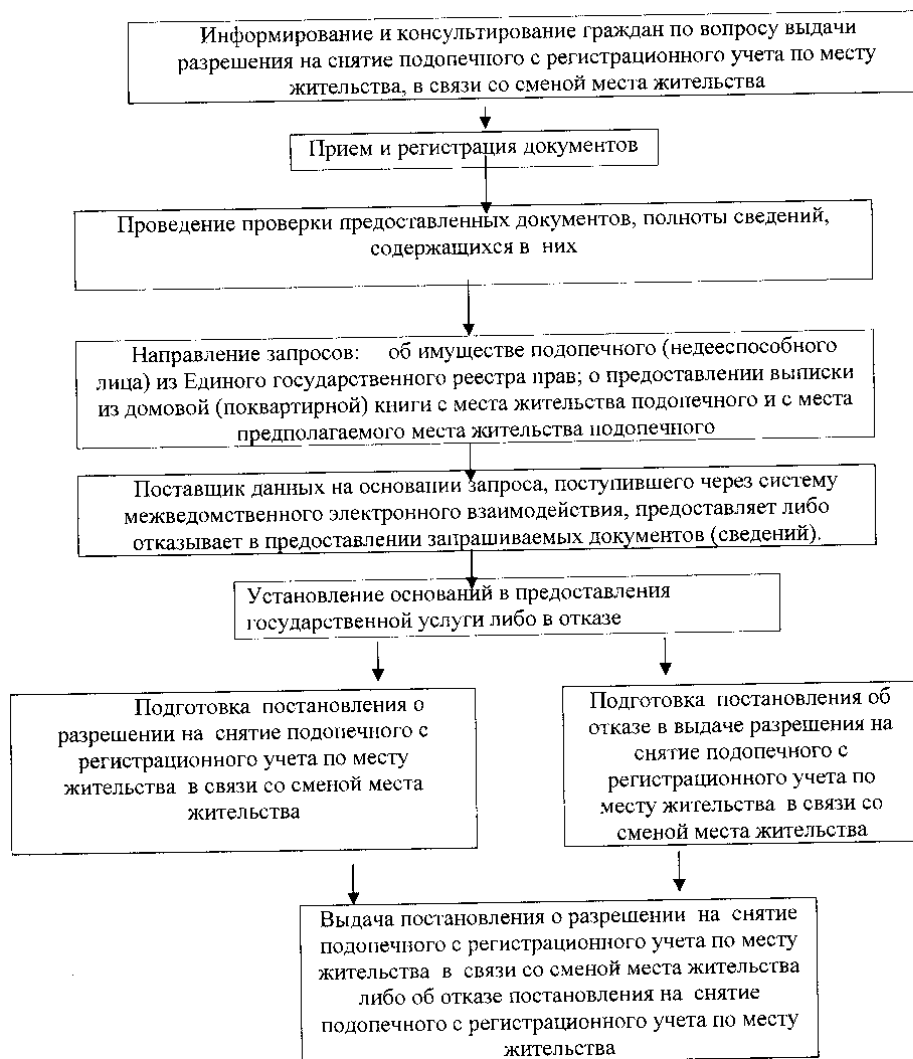 Информирование и консультирование граждан по вопросу выдачи
разрешения на снятие подопечного с регистрационного учета по месту
жительства, в связи со сменой места жительства
Прием и регистрация документов
Проведение проверки предоставленных документов, полноты сведений,
содержащихся в них
Направление запросов: об имуществе подопечного (недееспособного
лица) из Единого государственного реестра прав; о предоставлении выписки
из домовой (поквартирной) книги с места жительства подопечного и с места
предполагаемого места жительства подопечного
Поставщик данных на основании запроса, поступившего через систему
межведомственного электронного взаимодействия, предоставляет либо
отказывает в предоставлении запрашиваемых документов (сведений).
Установление оснований в предоставления
государственной услуги либо в отказе
Подготовка постановления о
разрешении на снятие подопечного с
регистрационного учета по месту
жительства в связи со сменой места
жительства
Подготовка постановления об
отказе в выдаче разрешения на
снятие подопечного с
регистрационного учета по
месту жительства в связи со
сменой места жительства
Выдача постановления о разрешении на снятие
подопечного с регистрационного учета по месту
жительства в связи со сменой места жительства
либо об отказе постановления на снятие
подопечного с регистрационного учета по месту
жительства